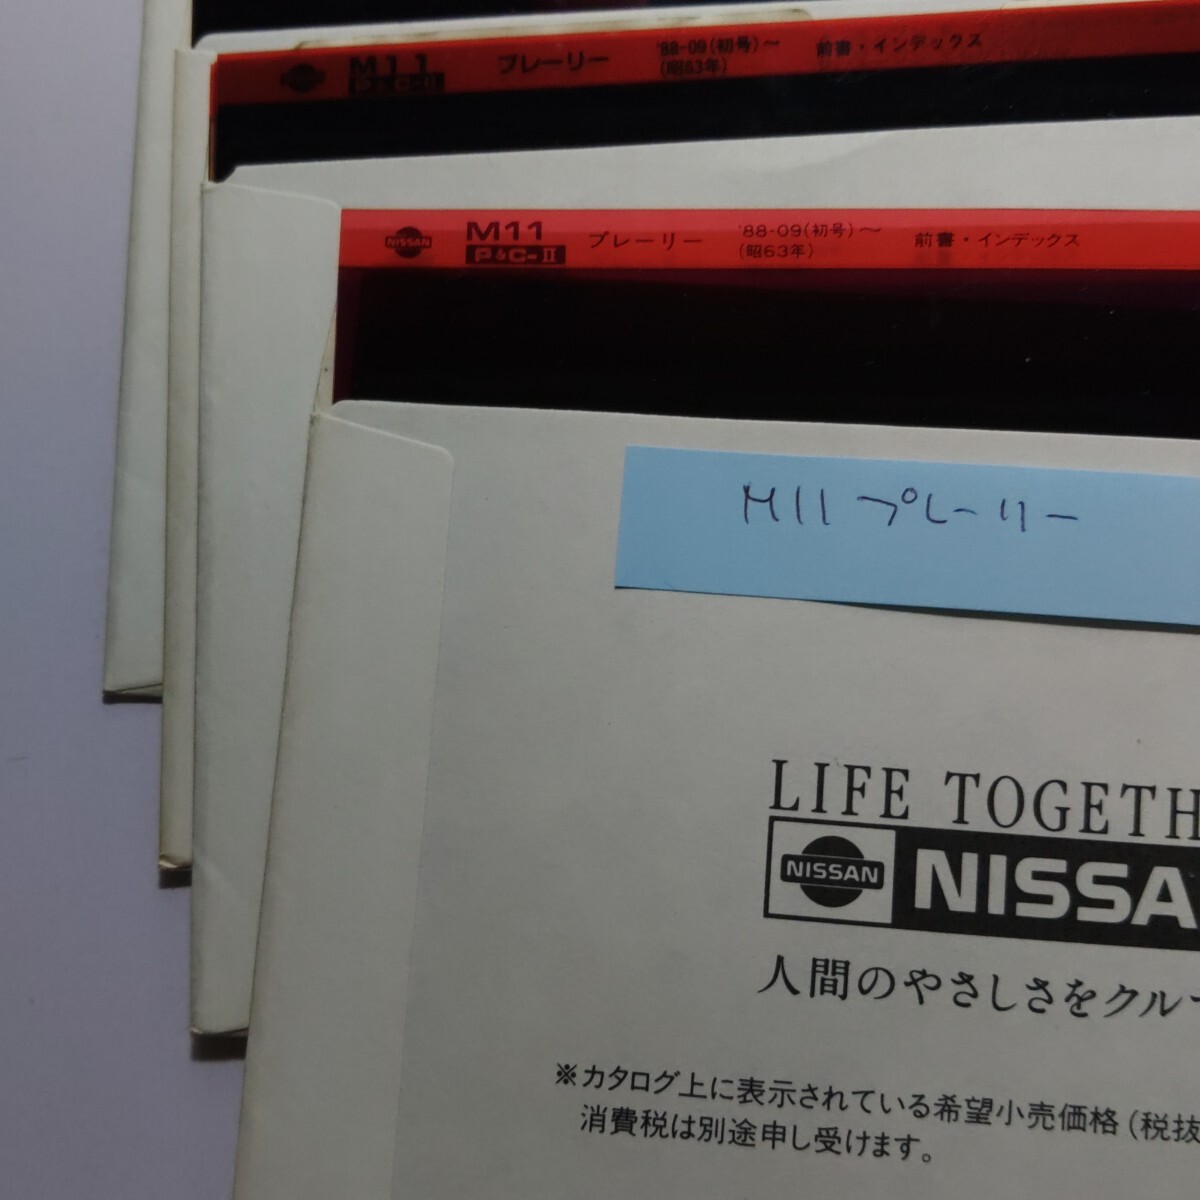 M11 プレーリー '88-09(初号)～ 前書・インデックス
P&C-II (昭63年)
NISSAN M11 プレーリー '88-09(初号)～ 前書・インデックス
P&C-II (昭63年)
M11 プレーリー
LIFE TOGETH
NISSAN NISSA
人間のやさしさをクル
※カタログ上に表示されている希望小売価格(税抜
消費税は別途申し受けます。